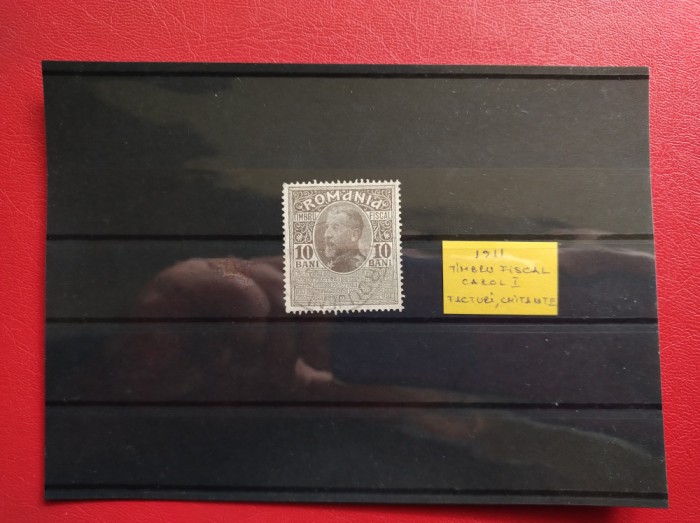 ROMANIA
TIMBRU FISCAL
10 10
BANI BANI
1911
TIMBRU FISCAL
CAROL I
FACTURI, CHITANTE